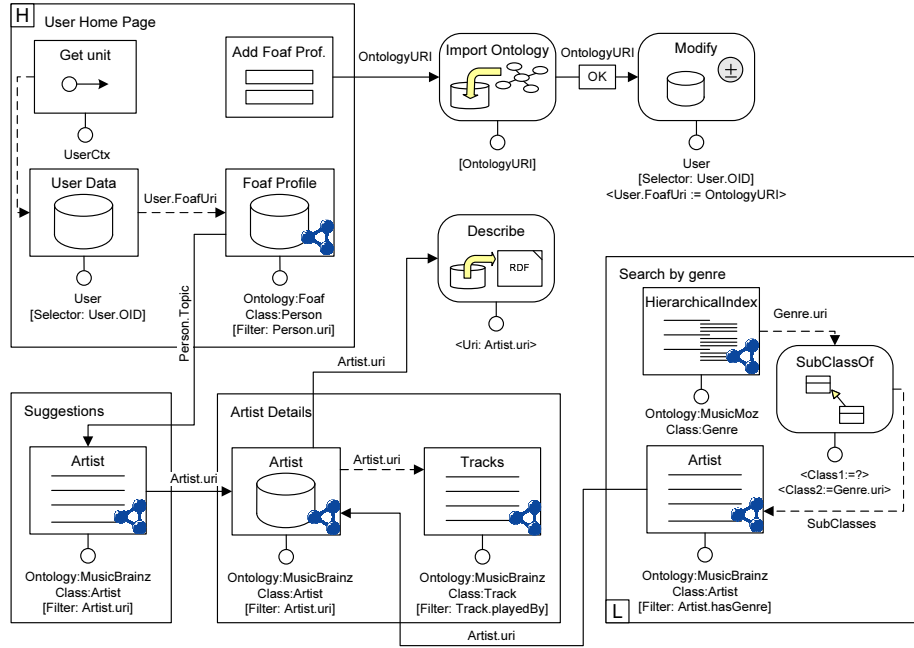 H
User Home Page
Get unit
UserCtx
Add Foaf Prof.
OntologyURI
Import Ontology
[OntologyURI]
OntologyURI
OK
Modify
User
[Selector: User.OID]
<User.FoafUri := OntologyURI>
User Data
User
[Selector: User.OID]
User.FoafUri
Foaf Profile
Ontology:Foaf
Class:Person
[Filter: Person.uri]
Person.Topic
Describe
RDF
<Uri: Artist.uri>
Artist.uri
Search by genre
HierarchicalIndex
Ontology:MusicMoz
Class:Genre
Genre.uri
SubClassOf
<Class1:=?>
<Class2:=Genre.uri>
SubClasses
Artist
Ontology:MusicBrainz
Class:Artist
[Filter: Artist.hasGenre]
L
Suggestions
Artist
Ontology:MusicBrainz
Class:Artist
[Filter: Artist.uri]
Artist.uri
Artist Details
Artist
Ontology:MusicBrainz
Class:Artist
[Filter: Artist.uri]
Artist.uri
Tracks
Ontology:MusicBrainz
Class:Track
[Filter: Track.playedBy]
Artist.uri